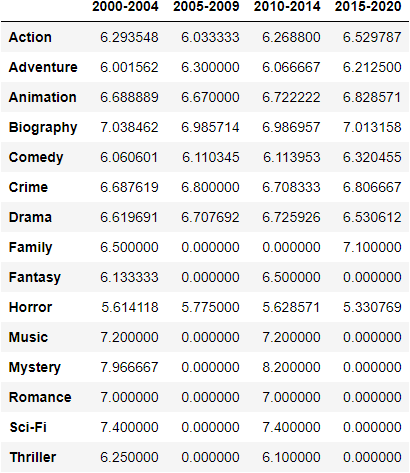 2000-2004 2005-2009 2010-2014 2015-2020
Action 6.293548 6.033333 6.268800 6.529787
Adventure 6.001562 6.300000 6.066667 6.212500
Animation 6.688889 6.670000 6.722222 6.828571
Biography 7.038462 6.985714 6.986957 7.013158
Comedy 6.060601 6.110345 6.113953 6.320455
Crime 6.687619 6.800000 6.708333 6.806667
Drama 6.619691 6.707692 6.725926 6.530612
Family 6.500000 0.000000 0.000000 7.100000
Fantasy 6.133333 0.000000 6.500000 0.000000
Horror 5.614118 5.775000 5.628571 5.330769
Music 7.200000 0.000000 7.200000 0.000000
Mystery 7.966667 0.000000 8.200000 0.000000
Romance 7.000000 0.000000 7.000000 0.000000
Sci-Fi 7.400000 0.000000 7.400000 0.000000
Thriller 6.250000 0.000000 6.100000 0.000000